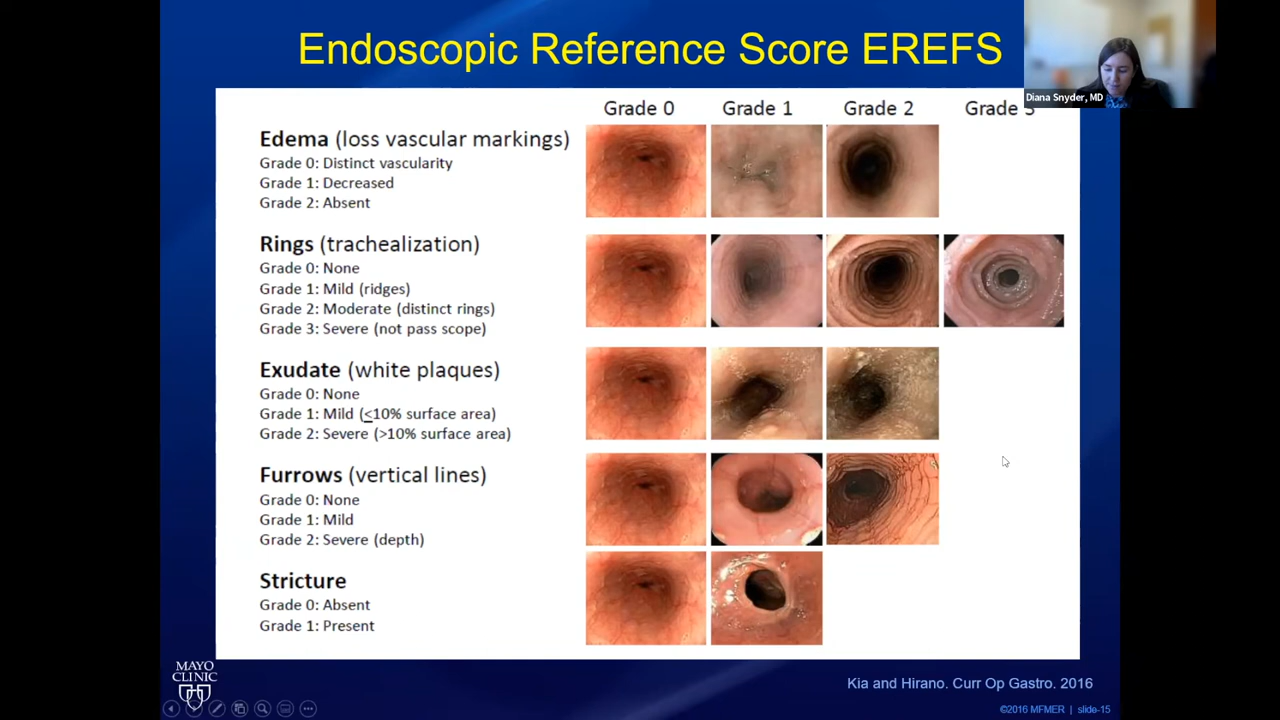 Endoscopic Reference Score EREFS
Diana Snyder, MD
Grade 0 Grade 1 Grade 2 Grade 3
Edema (loss vascular markings)
Grade 0: Distinct vascularity
Grade 1: Decreased
Grade 2: Absent
Rings (trachealization)
Grade 0: None
Grade 1: Mild (ridges)
Grade 2: Moderate (distinct rings)
Grade 3: Severe (not pass scope)
Exudate (white plaques)
Grade 0: None
Grade 1: Mild (<10% surface area)
Grade 2: Severe (>10% surface area)
Furrows (vertical lines)
Grade 0: None
Grade 1: Mild
Grade 2: Severe (depth)
Stricture
Grade 0: Absent
Grade 1: Present
MAYO
CLINIC
Kia and Hirano. Curr Op Gastro. 2016
©2016 MFMER | slide-15